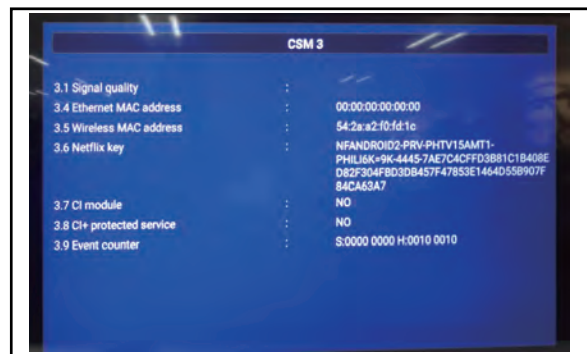 CSM 3
3.1 Signal quality :
3.4 Ethernet MAC address : 00:00:00:00:00:00
3.5 Wireless MAC address : 54:2a:a2:f0:fd:1c
3.6 Netflix key : NFANDROID2-PRV-PHTV15AMT1-
PHILI6K=9K-4445-7AE7C4CFFD3B81C1B408E
D82F304FBD3DB457F47853E1464D55B907F
84CA63A7
3.7 CI module : NO
3.8 CI+ protected service : NO
3.9 Event counter : S:0000 0000 H:0010 0010